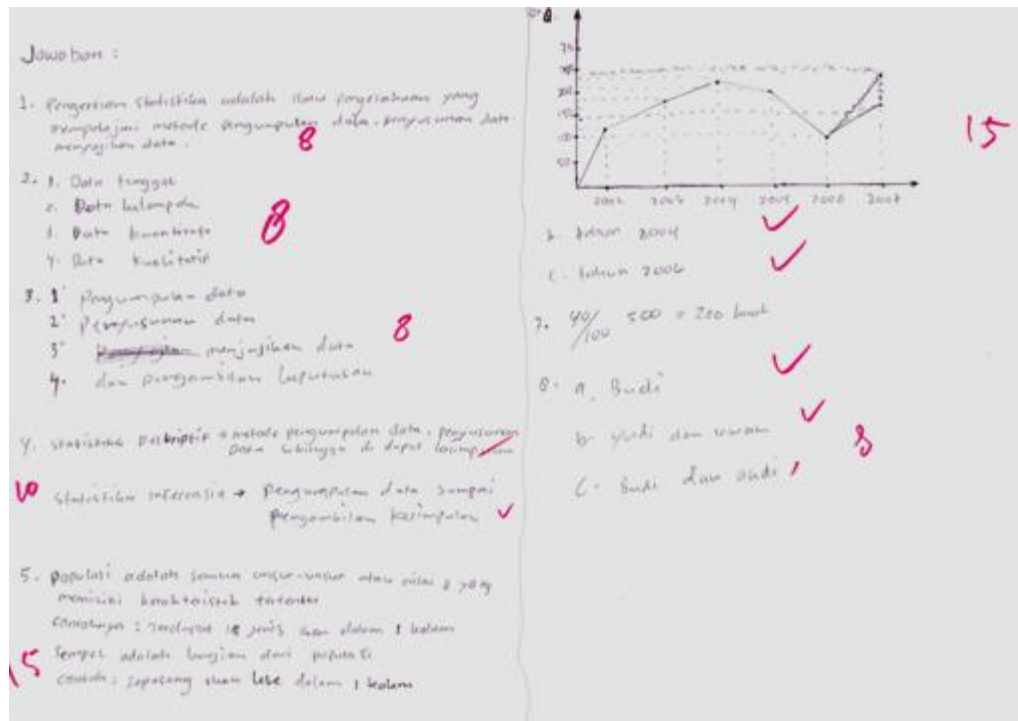 Jawaban :
1. Pengertian statistika adalah ilmu pengetahuan yang
mempelajari metode pengumpulan data, penyusunan data
menyajikan data.
8
2. 1. Data tunggal
2. Data kelompok
3. Data kuantitatif
4. Data kualitatif
8
3. 1. Pengumpulan data
2. Penyusunan data
3. menyajikan data
4. dan pengambilan keputusan
8
4. statistika Deskriptif = metode pengumpulan data, penyusunan
Data sehingga di dapat
10
statistika inferensia → Pengumpulan data sampai
Pengambilan kesimpulan
5. populasi adalah semua unsur-unsur atau nilai 2 yang
memiliki karakteristik tertentu
contohnya : terdapat jenis ikan dalam 1 kolam
Sempel adalah bagian dari populasi
contoh : sepasang ikan lele dalam 1 kolam
15
a.
200
150
100
50
2002 2003 2004 2005 2006 2007
15
b. tahun 2004
c. tahun 2006
7. 40/100 500 = 200 buah
8. a. Budi
b. yudi dan wawan
c. Budi dan andi
8